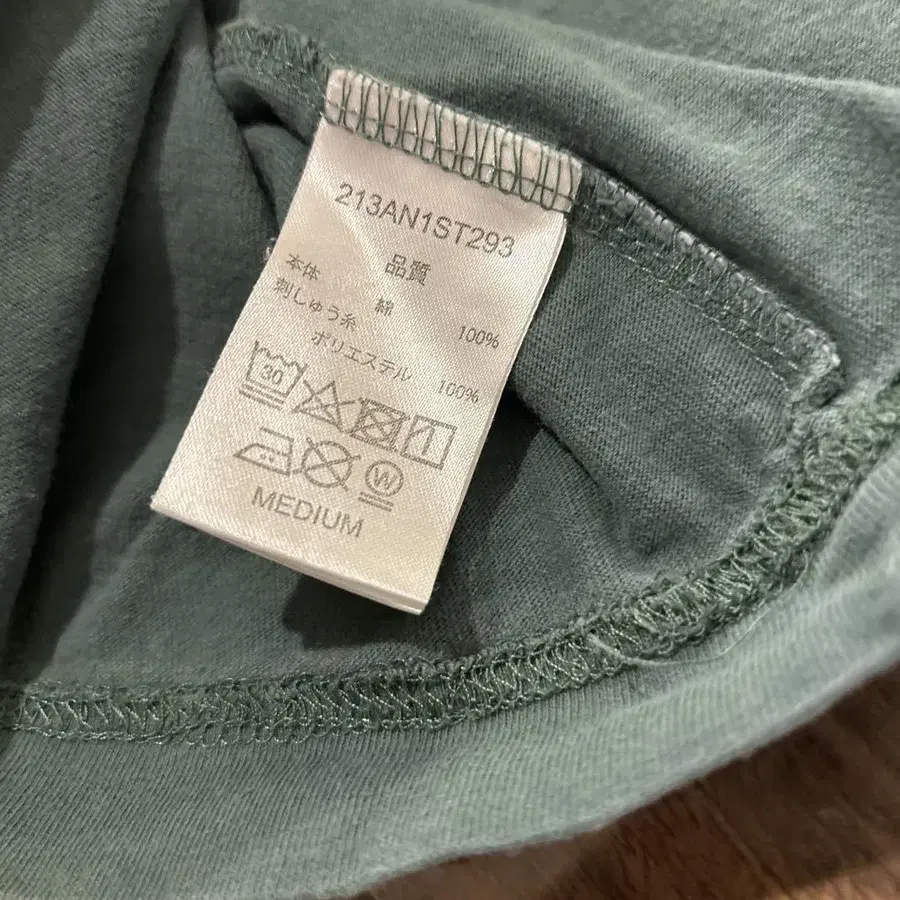 213AN1ST293
品質
本体 綿 100%
刺しゅう糸 ポリエステル 100%
30
W
MEDIUM